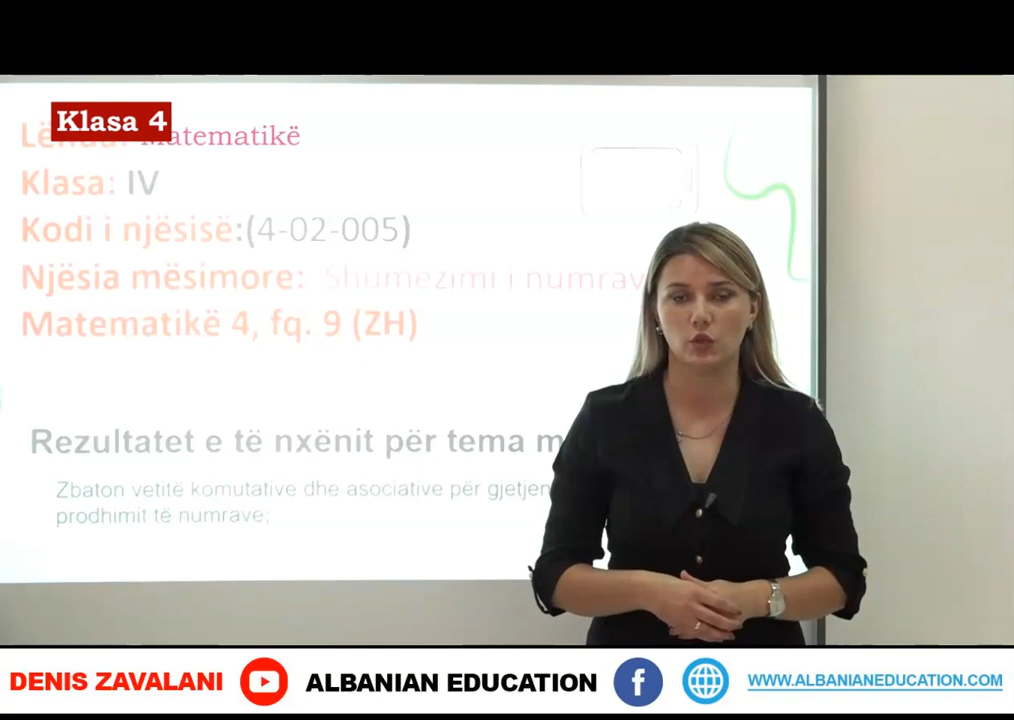 Klasa 4
Matematikë
Klasa: IV
Kodi i njësisë:(4-02-005)
Njësia mësimore: Shumëzimi i
Matematikë 4, fq. 9 (ZH)
Rezultatet e të nxënit për tema
Zbaton vetitë komutative dhe asociative për
prodhimit të numrave;
DENIS ZAVALANI
ALBANIAN EDUCATION
f
WWW.ALBANIANEDUCATION.COM